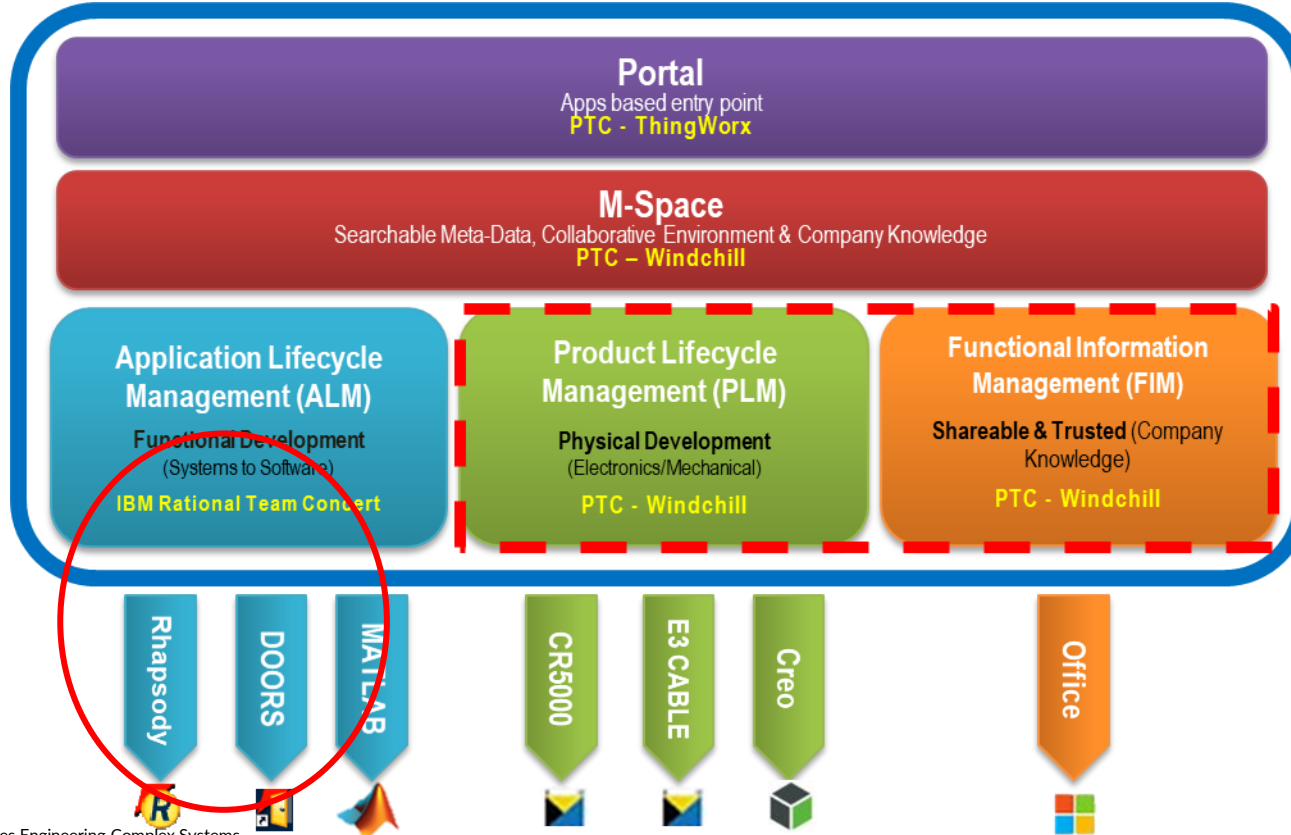 Portal
Apps based entry point
PTC - ThingWorx
M-Space
Searchable Meta-Data, Collaborative Environment & Company Knowledge
PTC – Windchill
Application Lifecycle
Management (ALM)
Functional Development
(Systems to Software)
IBM Rational Team Concert
Product Lifecycle
Management (PLM)
Physical Development
(Electronics/Mechanical)
PTC - Windchill
Functional Information
Management (FIM)
Shareable & Trusted (Company
Knowledge)
PTC - Windchill
Rhapsody
DOORS
MATLAB
CR5000
E3 CABLE
Creo
Office
R
Engineering Complex Systems